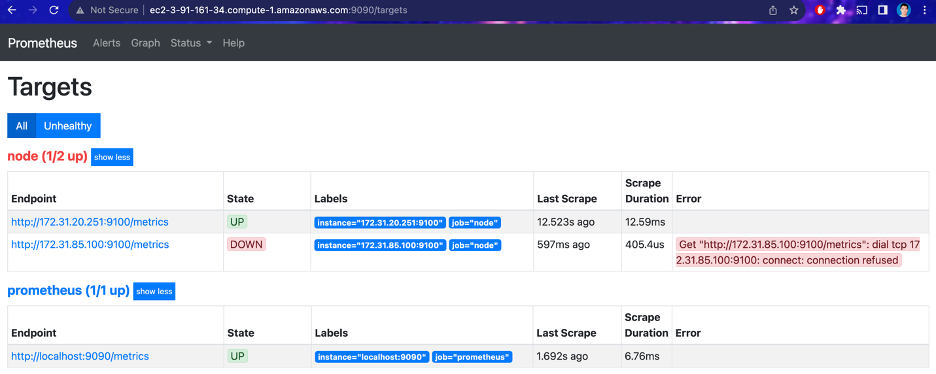 Not Secure | ec2-3-91-161-34.compute-1.amazonaws.com:9090/targets
Prometheus Alerts Graph Status Help
Targets
All Unhealthy
node (1/2 up) show less
Endpoint State Labels Last Scrape Scrape Duration Error
http://172.31.20.251:9100/metrics UP instance="172.31.20.251:9100" job="node" 12.523s ago 12.59ms
http://172.31.85.100:9100/metrics DOWN instance="172.31.85.100:9100" job="node" 597ms ago 405.4us Get "http://172.31.85.100:9100/metrics": dial tcp 17
2.31.85.100:9100: connect: connection refused
prometheus (1/1 up) show less
Endpoint State Labels Last Scrape Scrape Duration Error
http://localhost:9090/metrics UP instance="localhost:9090" job="prometheus" 1.692s ago 6.76ms